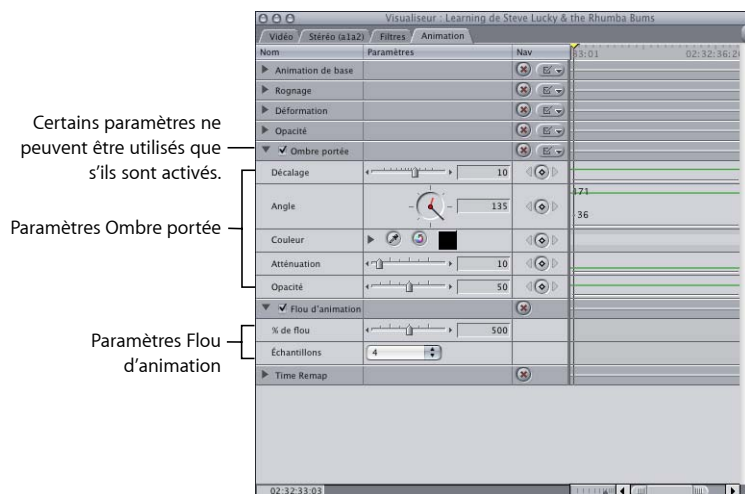 Visualiseur : Learning de Steve Lucky & the Rhumba Bums
Vidéo Stéréo (a1a2) Filtres Animation
Nom Paramètres Nav 33:01 02:32:36:2
Animation de base
Rognage
Déformation
Opacité
Certains paramètres ne
peuvent être utilisés que
s'ils sont activés.
Ombre portée
Paramètres Ombre portée
Décalage 10
Angle 135
171
-36
Couleur
Atténuation 10
Opacité 50
Flou d'animation
Paramètres Flou
d'animation
% de flou 500
Échantillons 4
Time Remap
02:32:33:03